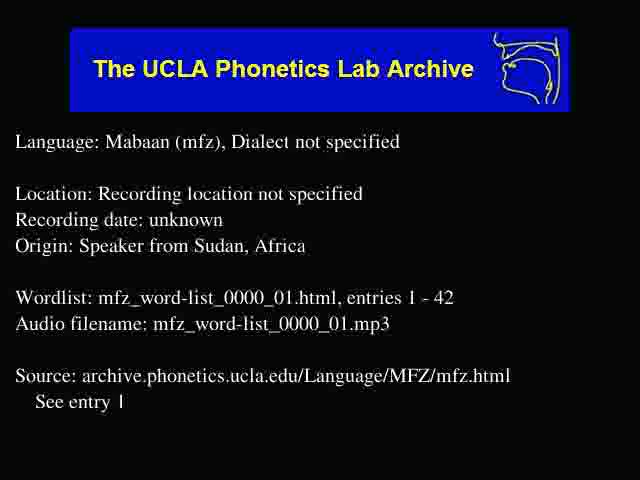 The UCLA Phonetics Lab Archive
Language: Mabaan (mfz), Dialect not specified
Location: Recording location not specified
Recording date: unknown
Origin: Speaker from Sudan, Africa
Wordlist: mfz_word-list_0000_01.html, entries 1 - 42
Audio filename: mfz_word-list_0000_01.mp3
Source: archive.phonetics.ucla.edu/Language/MFZ/mfz.html
See entry 1